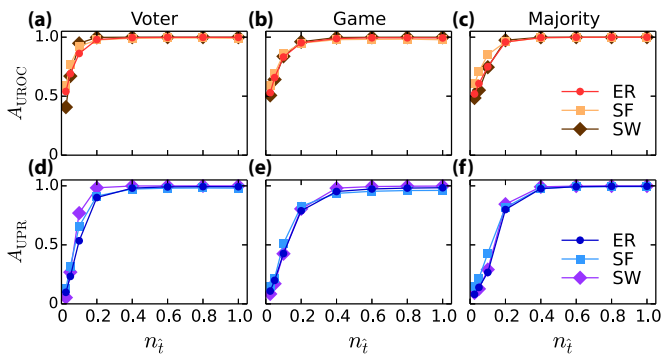 Voter Game Majority
(a) (b) (c)
1.0
0.5
0.0
A_UROC
ER
SF
SW
(d) (e) (f)
1.0
0.5
0.0
A_UPR
ER
SF
SW
0 0.2 0.4 0.6 0.8 1.0 0 0.2 0.4 0.6 0.8 1.0 0 0.2 0.4 0.6 0.8 1.0
n_t̂ n_t̂ n_t̂